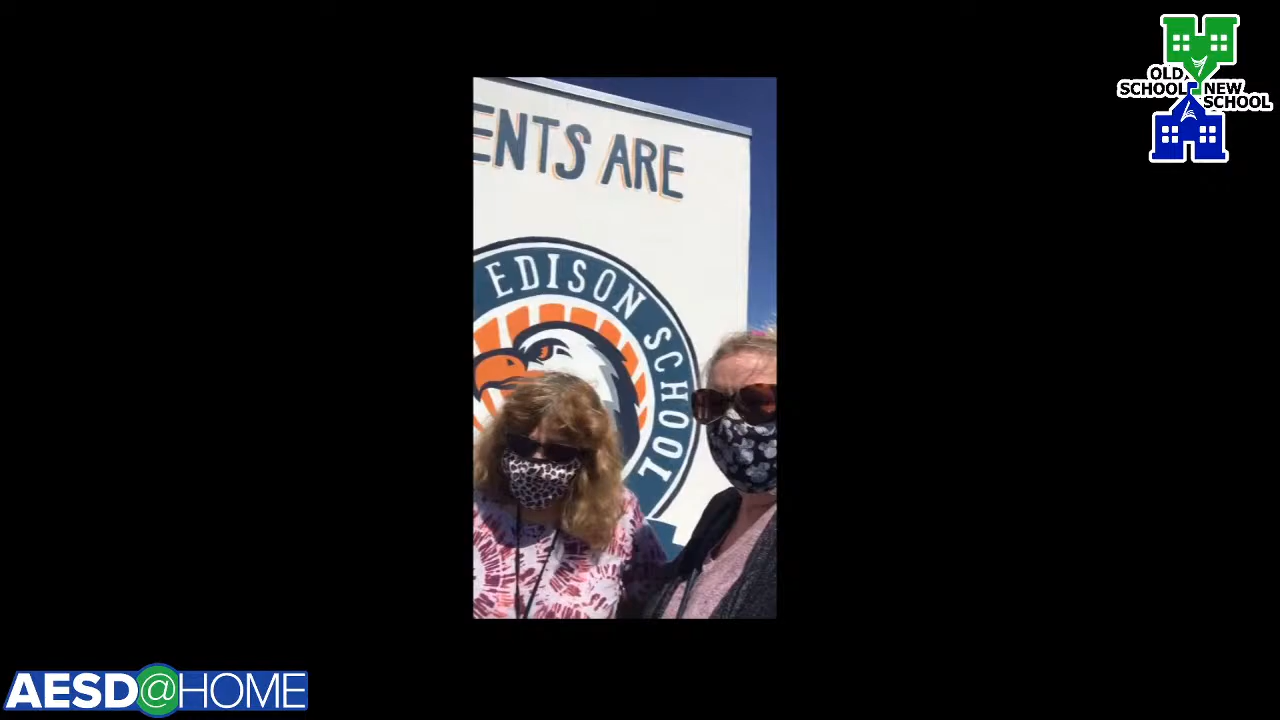 OLD
SCHOOL NEW
SCHOOL
ENTS ARE
EDISON SCHOOL
AESD@HOME